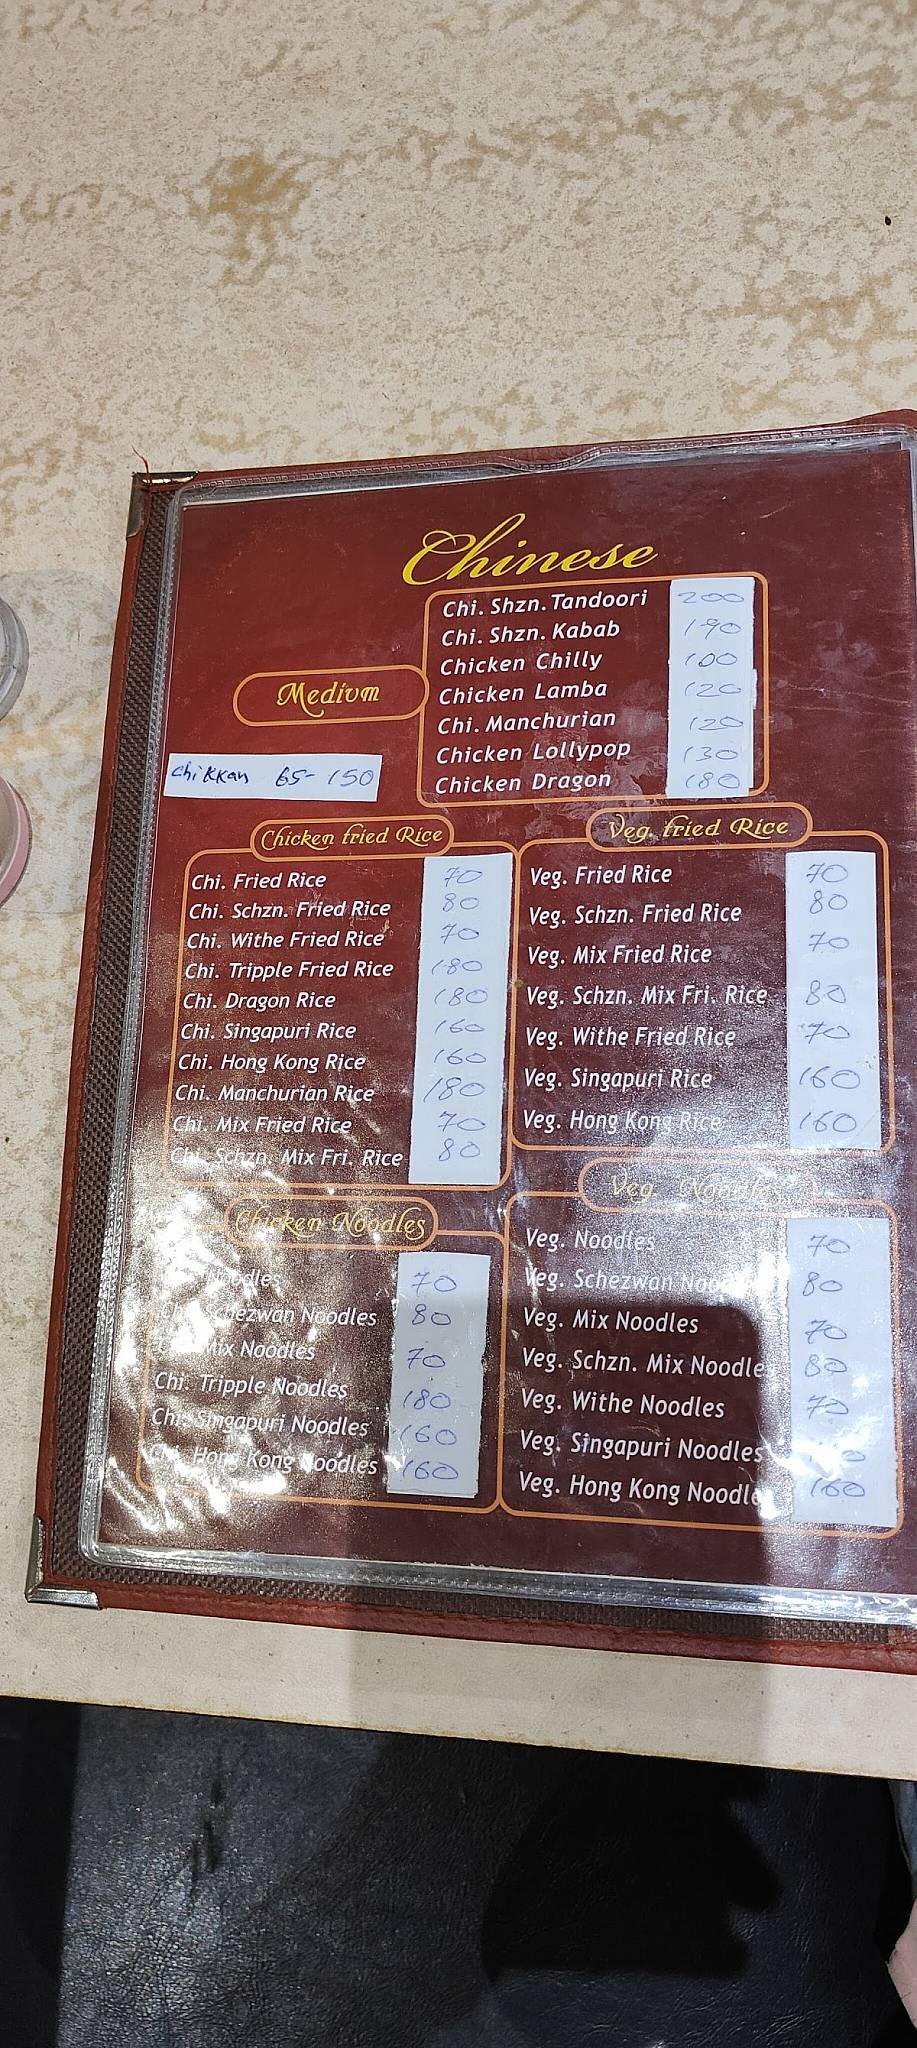 Chinese
Medium
Chi. Shzn. Tandoori 200
Chi. Shzn. Kabab 190
Chicken Chilly 100
Chicken Lamba 120
Chi. Manchurian 120
Chicken Lollypop 130
Chicken Dragon 180
Chikkan 65- 150
Chicken fried Rice
Chi. Fried Rice 70
Chi. Schzn. Fried Rice 80
Chi. Withe Fried Rice 70
Chi. Tripple Fried Rice 180
Chi. Dragon Rice 180
Chi. Singapuri Rice 160
Chi. Hong Kong Rice 160
Chi. Manchurian Rice 180
Chi. Mix Fried Rice 70
Chi. Schzn. Mix Fri. Rice 80
Veg. fried Rice
Veg. Fried Rice 70
Veg. Schzn. Fried Rice 80
Veg. Mix Fried Rice 70
Veg. Schzn. Mix Fri. Rice 80
Veg. Withe Fried Rice 70
Veg. Singapuri Rice 160
Veg. Hong Kong Rice 160
Chicken Noodles
Noodles 70
Schezwan Noodles 80
Mix Noodles 70
Chi. Tripple Noodles 180
Chi. Singapuri Noodles 160
Hong Kong Noodles 160
Veg.
Veg. Noodles 70
Veg. Schezwan 80
Veg. Mix Noodles 70
Veg. Schzn. Mix Noodle 80
Veg. Withe Noodles 70
Veg. Singapuri Noodles
Veg. Hong Kong Noodle 160